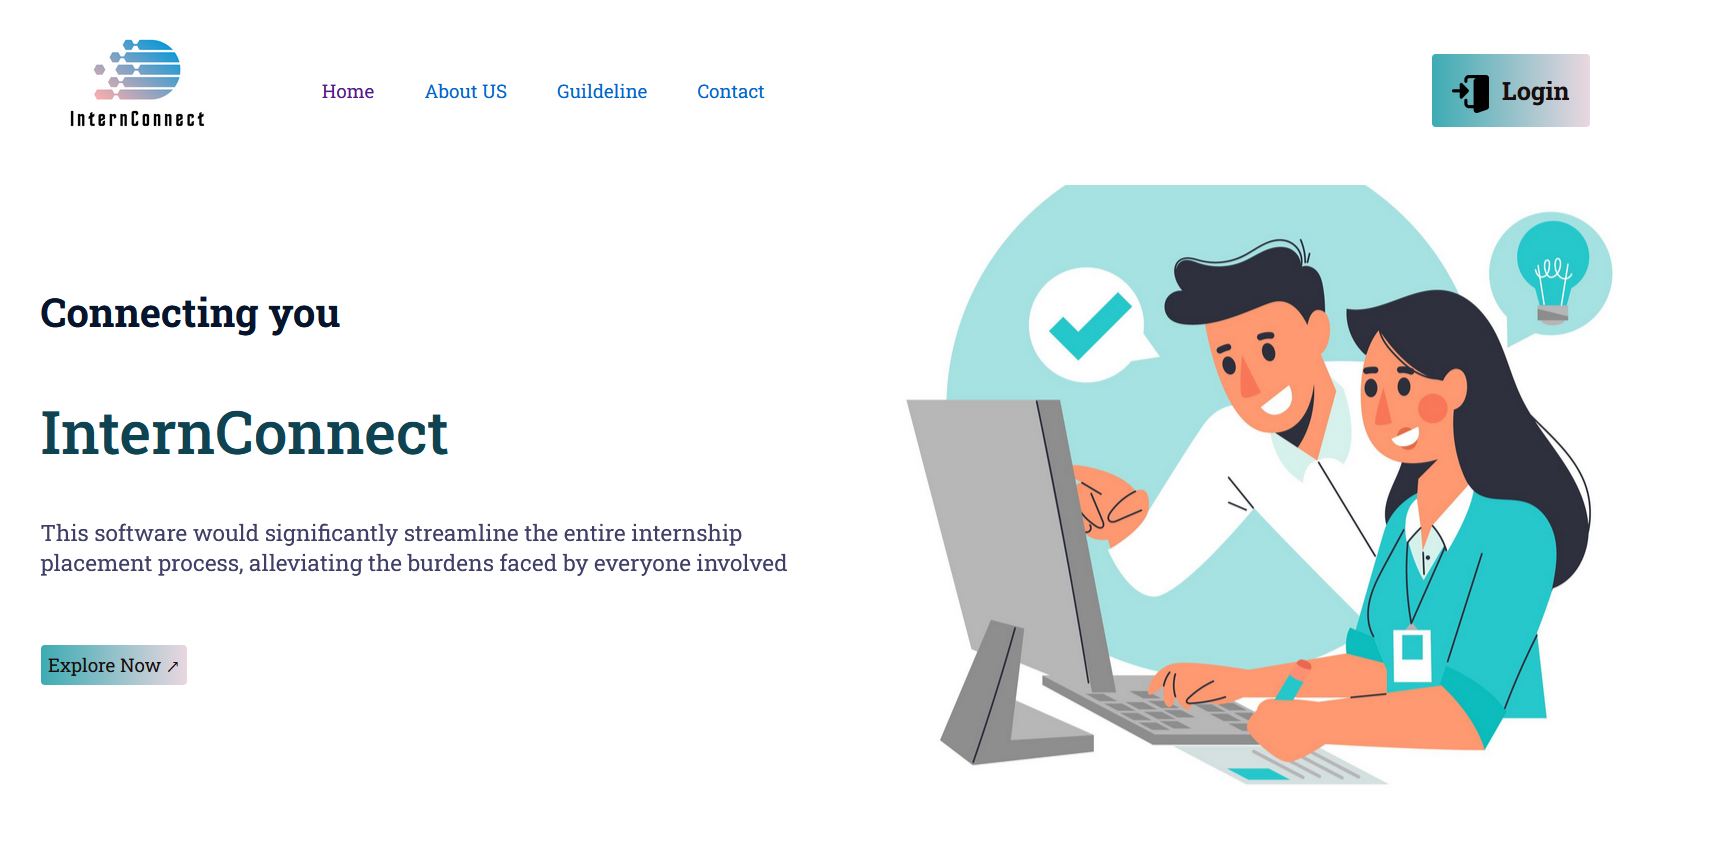 InternConnect
Home
About US
Guildeline
Contact
Login
Connecting you
InternConnect
This software would significantly streamline the entire internship
placement process, alleviating the burdens faced by everyone involved
Explore Now ↗